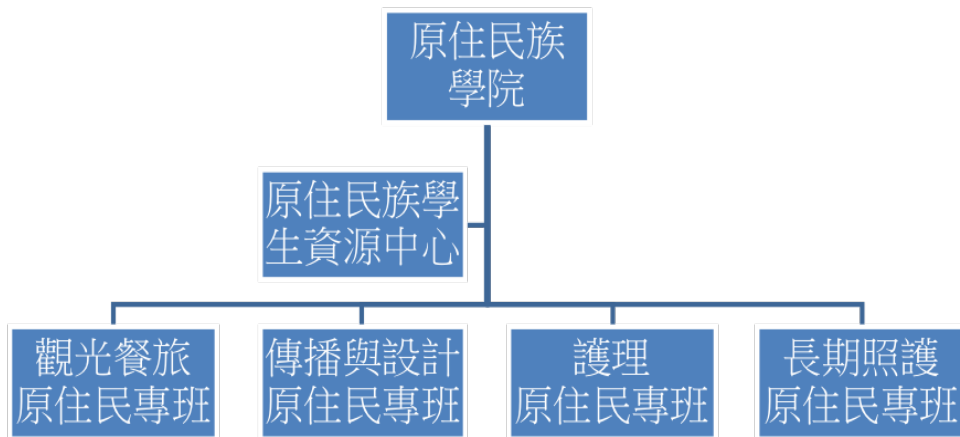 原住民族
學院
原住民族學
生資源中心
觀光餐旅
原住民專班
傳播與設計
原住民專班
護理
原住民專班
長期照護
原住民專班